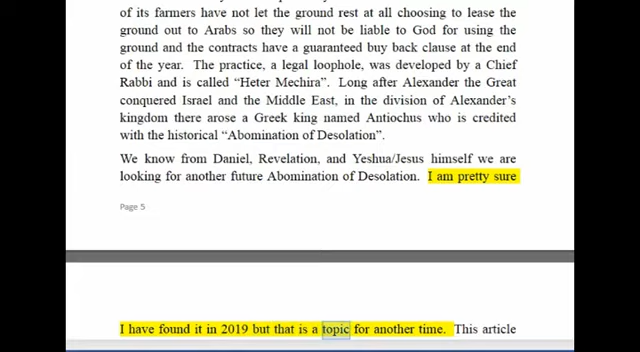 of its farmers have not let the ground rest at all choosing to lease the
ground out to Arabs so they will not be liable to God for using the
ground and the contracts have a guaranteed buy back clause at the end
of the year. The practice, a legal loophole, was developed by a Chief
Rabbi and is called “Heter Mechira”. Long after Alexander the Great
conquered Israel and the Middle East, in the division of Alexander’s
kingdom there arose a Greek king named Antiochus who is credited
with the historical “Abomination of Desolation”.
We know from Daniel, Revelation, and Yeshua/Jesus himself we are
looking for another future Abomination of Desolation. I am pretty sure
Page 5
I have found it in 2019 but that is a topic for another time. This article